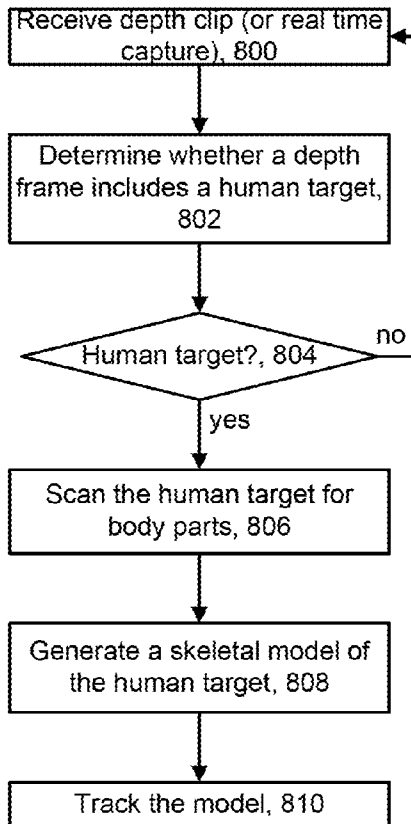 Receive depth clip (or real time
capture), 800
Determine whether a depth
frame includes a human target,
802
Human target?, 804
no
yes
Scan the human target for
body parts, 806
Generate a skeletal model of
the human target, 808
Track the model, 810